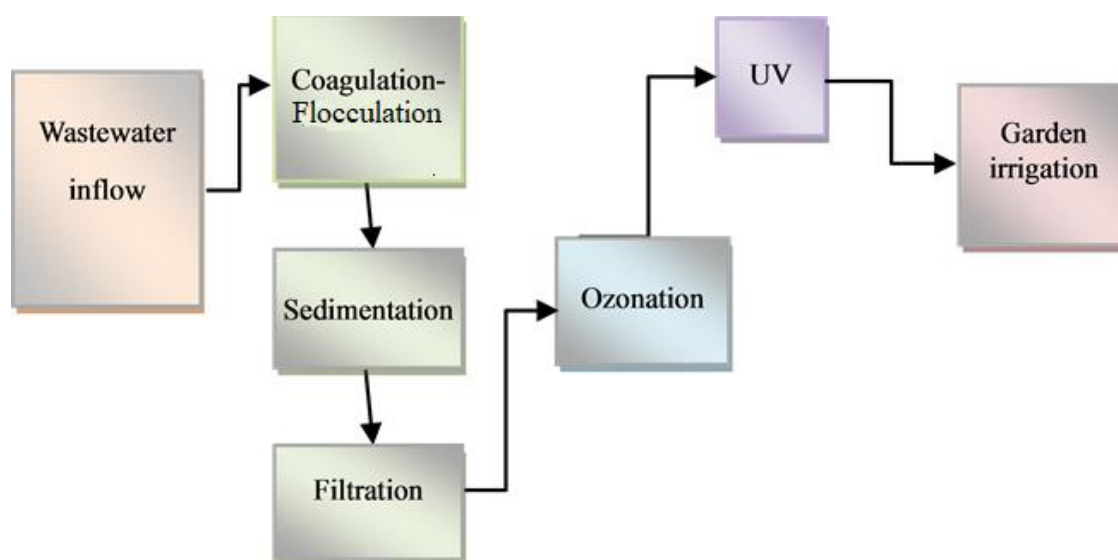 Wastewater
inflow
Coagulation-
Flocculation
Sedimentation
Filtration
Ozonation
UV
Garden
irrigation